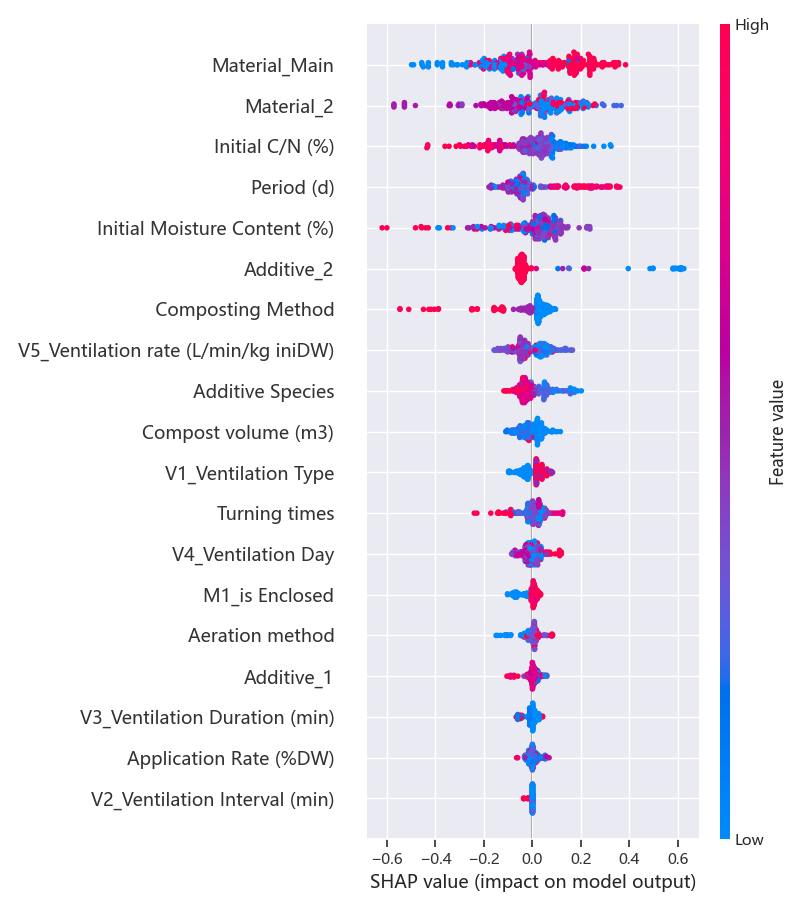 High
Material_Main
Material_2
Initial C/N (%)
Period (d)
Initial Moisture Content (%)
Additive_2
Composting Method
V5_Ventilation rate (L/min/kg iniDW)
Additive Species
Compost volume (m3)
V1_Ventilation Type
Turning times
V4_Ventilation Day
M1_is Enclosed
Aeration method
Additive_1
V3_Ventilation Duration (min)
Application Rate (%DW)
V2_Ventilation Interval (min)
Feature value
Low
−0.6 −0.4 −0.2 0.0 0.2 0.4 0.6
SHAP value (impact on model output)